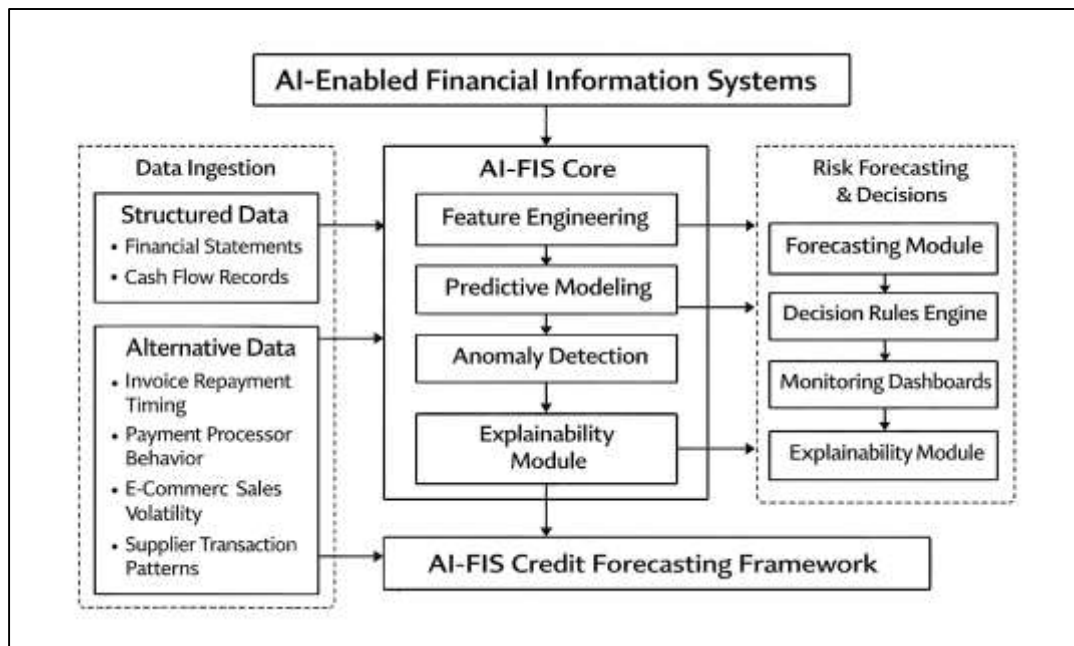 AI-Enabled Financial Information Systems
Data Ingestion
Structured Data
• Financial Statements
• Cash Flow Records
Alternative Data
• Invoice Repayment
Timing
• Payment Processor
Behavior
• E-Commerc Sales
Volatility
• Supplier Transaction
Patterns
AI-FIS Core
Feature Engineering
Predictive Modeling
Anomaly Detection
Explainability
Module
Risk Forecasting
& Decisions
Forecasting Module
Decision Rules Engine
Monitoring Dashboards
Explainability Module
AI-FIS Credit Forecasting Framework